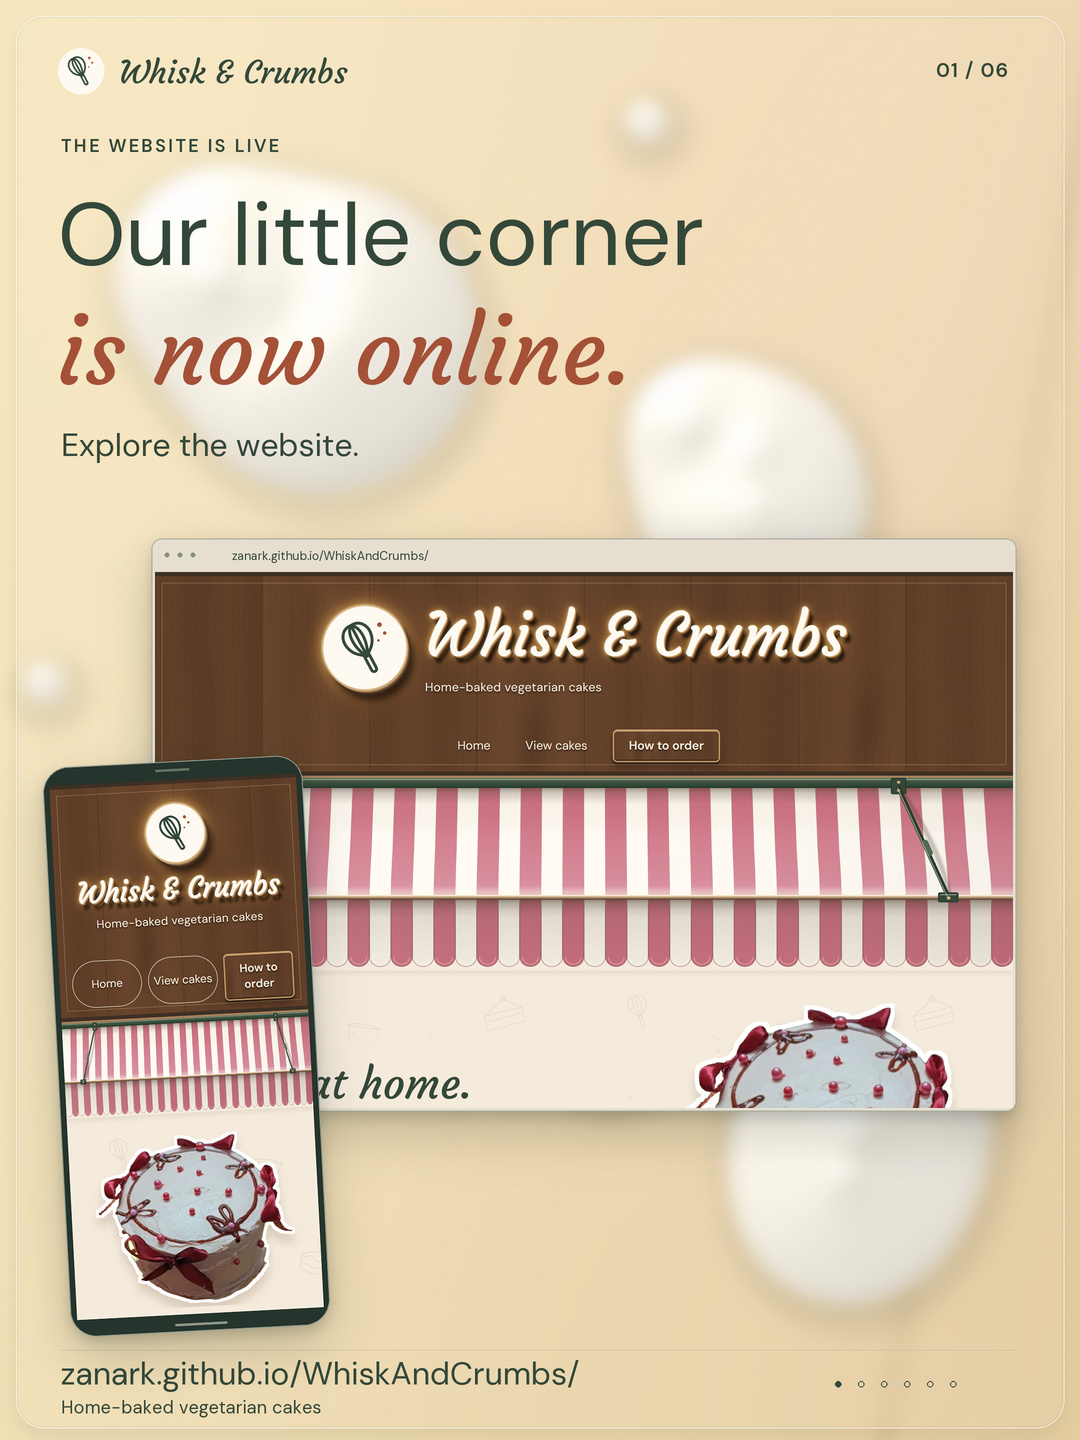 Whisk & Crumbs
01 / 06
THE WEBSITE IS LIVE
Our little corner
is now online.
Explore the website.
zanark.github.io/WhiskAndCrumbs/
Whisk & Crumbs
Home-baked vegetarian cakes
Home
View cakes
How to order
at home.
Whisk & Crumbs
Home-baked vegetarian cakes
Home
View cakes
How to
order
zanark.github.io/WhiskAndCrumbs/
Home-baked vegetarian cakes